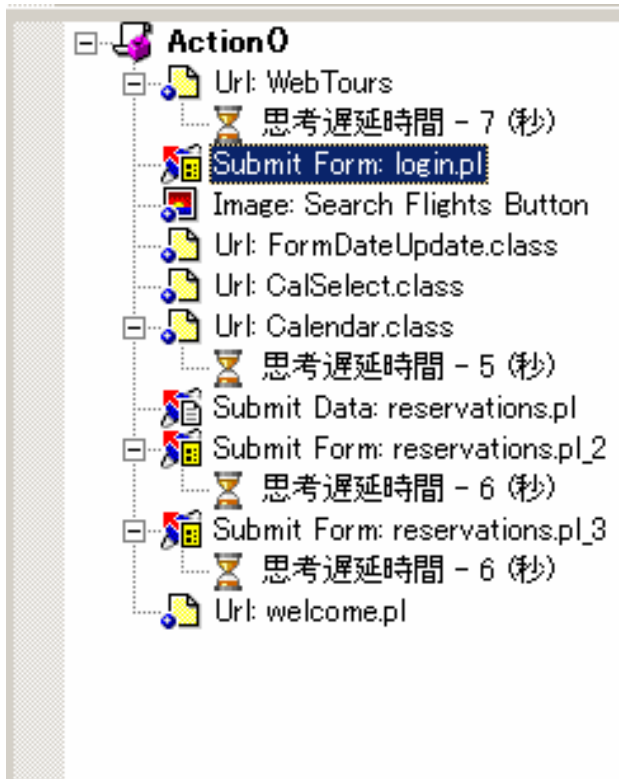 Action()
Url: WebTours
思考遅延時間 - 7 (秒)
Submit Form: login.pl
Image: Search Flights Button
Url: FormDateUpdate.class
Url: CalSelect.class
Url: Calendar.class
思考遅延時間 - 5 (秒)
Submit Data: reservations.pl
Submit Form: reservations.pl_2
思考遅延時間 - 6 (秒)
Submit Form: reservations.pl_3
思考遅延時間 - 6 (秒)
Url: welcome.pl